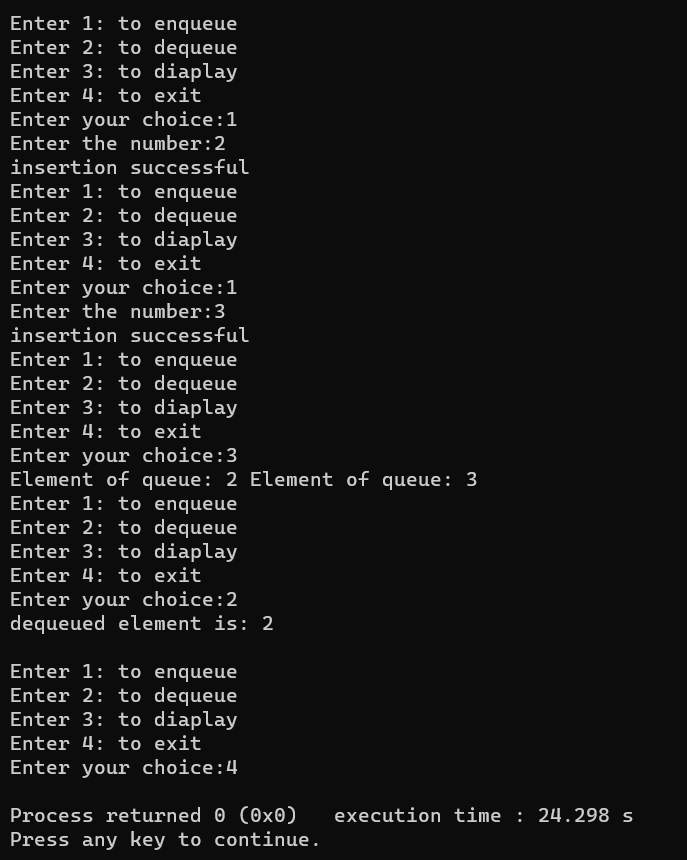 Enter 1: to enqueue
Enter 2: to dequeue
Enter 3: to diaplay
Enter 4: to exit
Enter your choice:1
Enter the number:2
insertion successful
Enter 1: to enqueue
Enter 2: to dequeue
Enter 3: to diaplay
Enter 4: to exit
Enter your choice:1
Enter the number:3
insertion successful
Enter 1: to enqueue
Enter 2: to dequeue
Enter 3: to diaplay
Enter 4: to exit
Enter your choice:3
Element of queue: 2 Element of queue: 3
Enter 1: to enqueue
Enter 2: to dequeue
Enter 3: to diaplay
Enter 4: to exit
Enter your choice:2
dequeued element is: 2

Enter 1: to enqueue
Enter 2: to dequeue
Enter 3: to diaplay
Enter 4: to exit
Enter your choice:4

Process returned 0 (0x0)   execution time : 24.298 s
Press any key to continue.